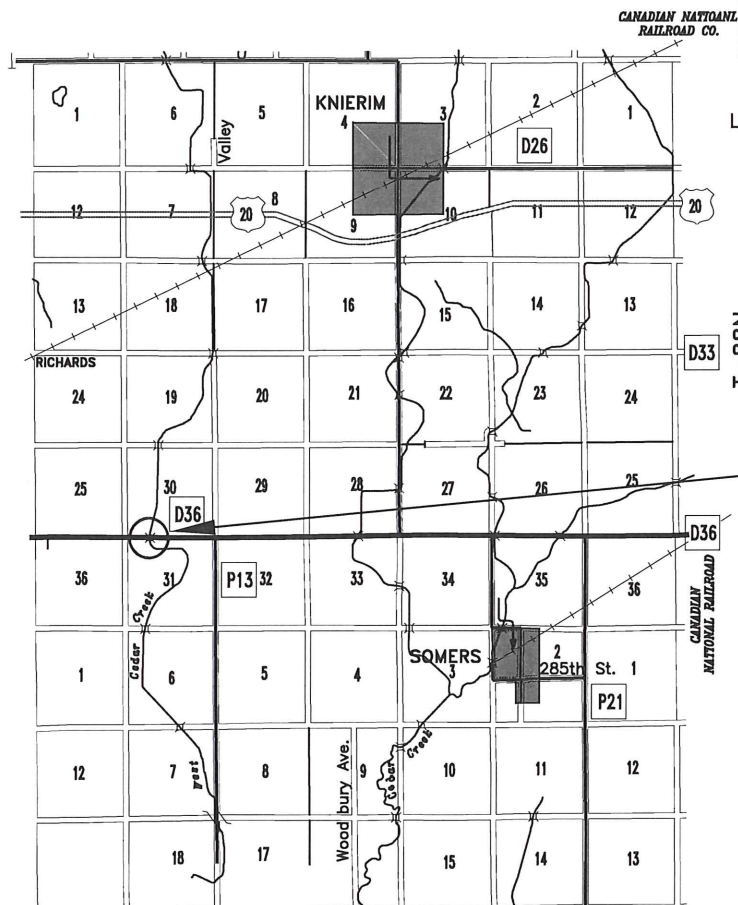 CANADIAN NATIOANL
RAILROAD CO.
1 6 5 KNIERIM 4 3 2 1
Valley
D26
12 7 8 20 9 10 11 12 20
13 18 17 16 15 14 13
RICHARDS
D33
24 19 20 21 22 23 24
25 30 29 28 27 26 25
D36
D36
36 31 P13 32 33 34 35 36
CANADIAN
NATIONAL RAILROAD
Creek
Cedar
West
SOMERS
1 6 5 4 3 2 1
285th St.
P21
12 7 8 9 10 11 12
Woodbury Ave.
Cedar
Creek
18 17 15 14 13